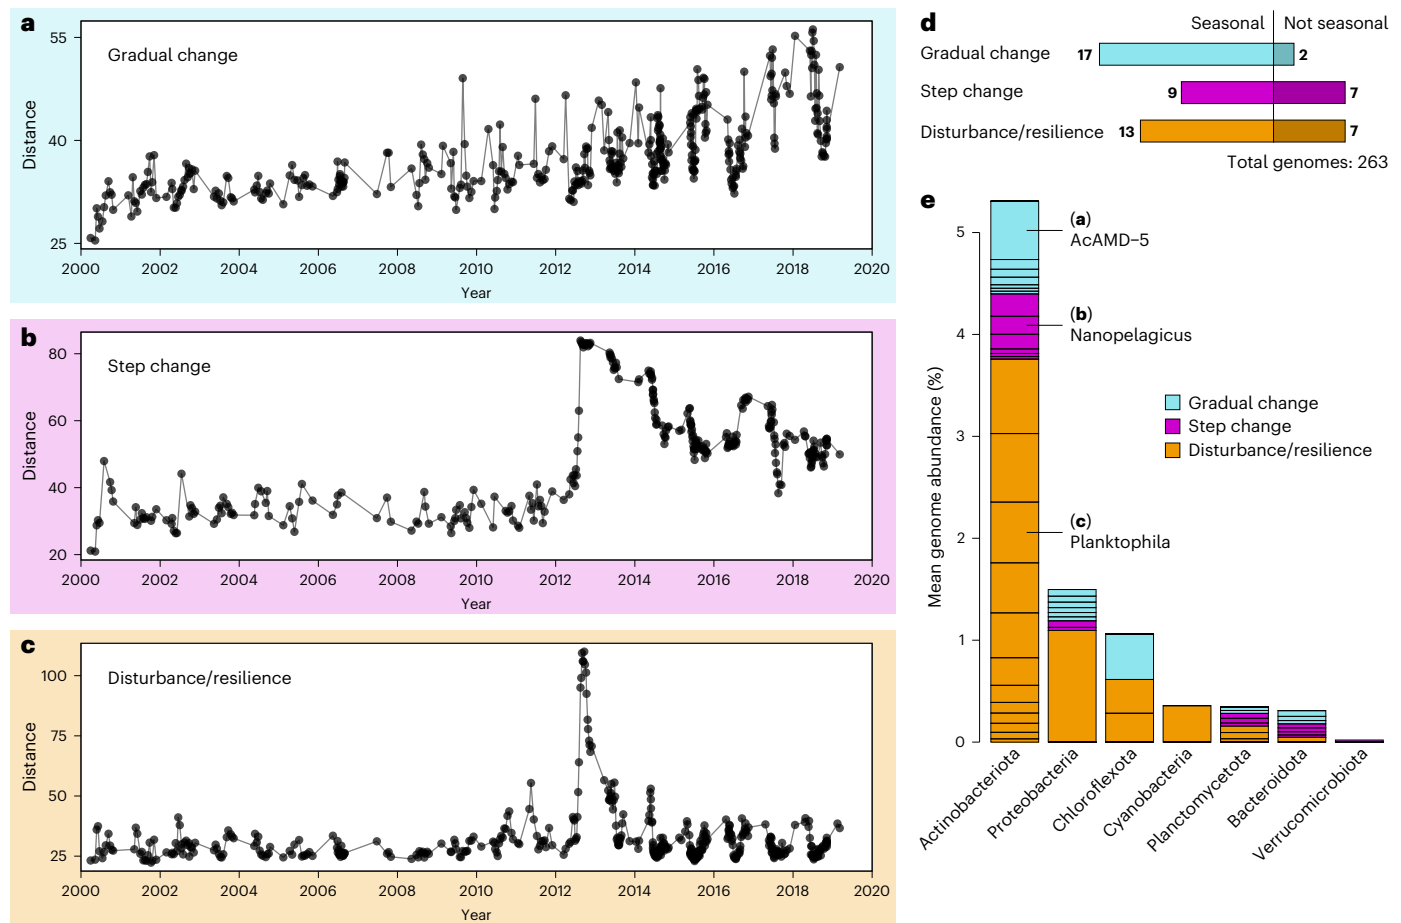 a
Gradual change
Distance
55
40
25
2000 2002 2004 2006 2008 2010 2012 2014 2016 2018 2020
Year
b
Step change
Distance
80
60
40
20
2000 2002 2004 2006 2008 2010 2012 2014 2016 2018 2020
Year
c
Disturbance/resilience
Distance
100
75
50
25
2000 2002 2004 2006 2008 2010 2012 2014 2016 2018 2020
Year
d
Seasonal Not seasonal
Gradual change 17 2
Step change 9 7
Disturbance/resilience 13 7
Total genomes: 263
e
Mean genome abundance (%)
5
4
3
2
1
0
(a)
AcAMD–5
(b)
Nanopelagicus
Gradual change
Step change
Disturbance/resilience
(c)
Planktophila
Actinobacteriota
Proteobacteria
Chloroflexota
Cyanobacteria
Planctomycetota
Bacteroidota
Verrucomicrobiota